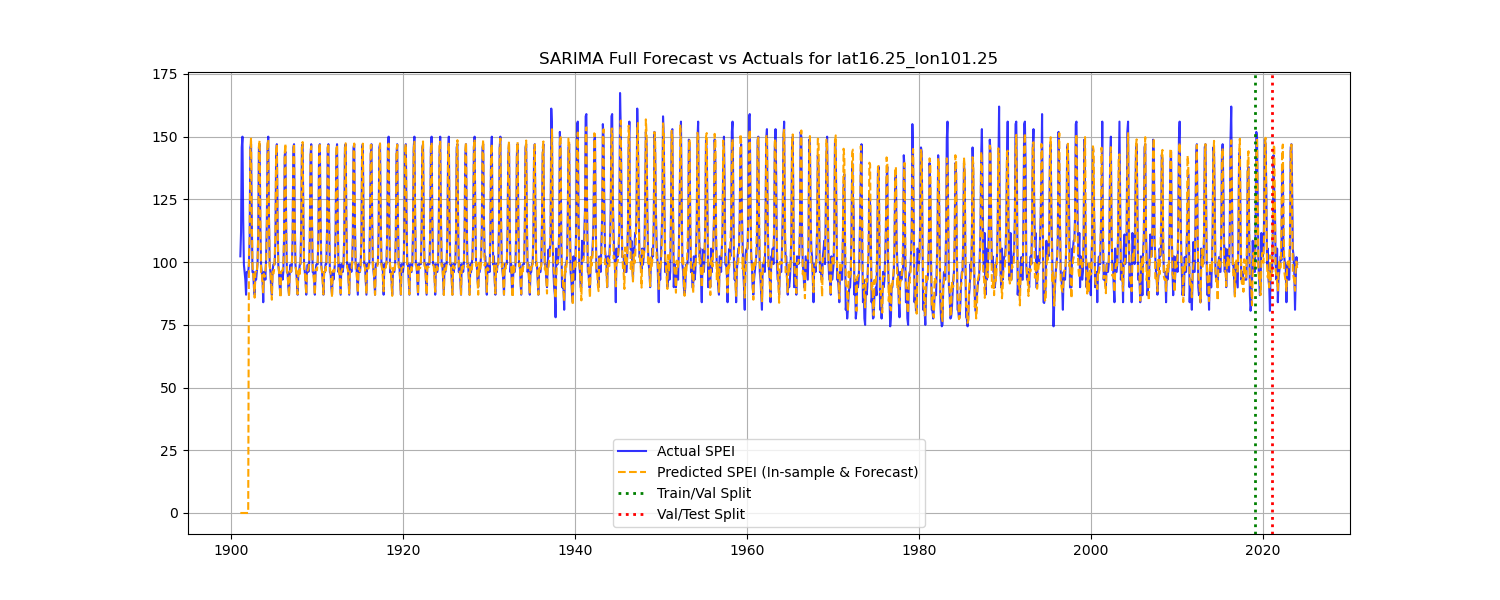 SARIMA Full Forecast vs Actuals for lat16.25_lon101.25
175
150
125
100
75
50
25
0
Actual SPEI
Predicted SPEI (In-sample & Forecast)
Train/Val Split
Val/Test Split
1900 1920 1940 1960 1980 2000 2020